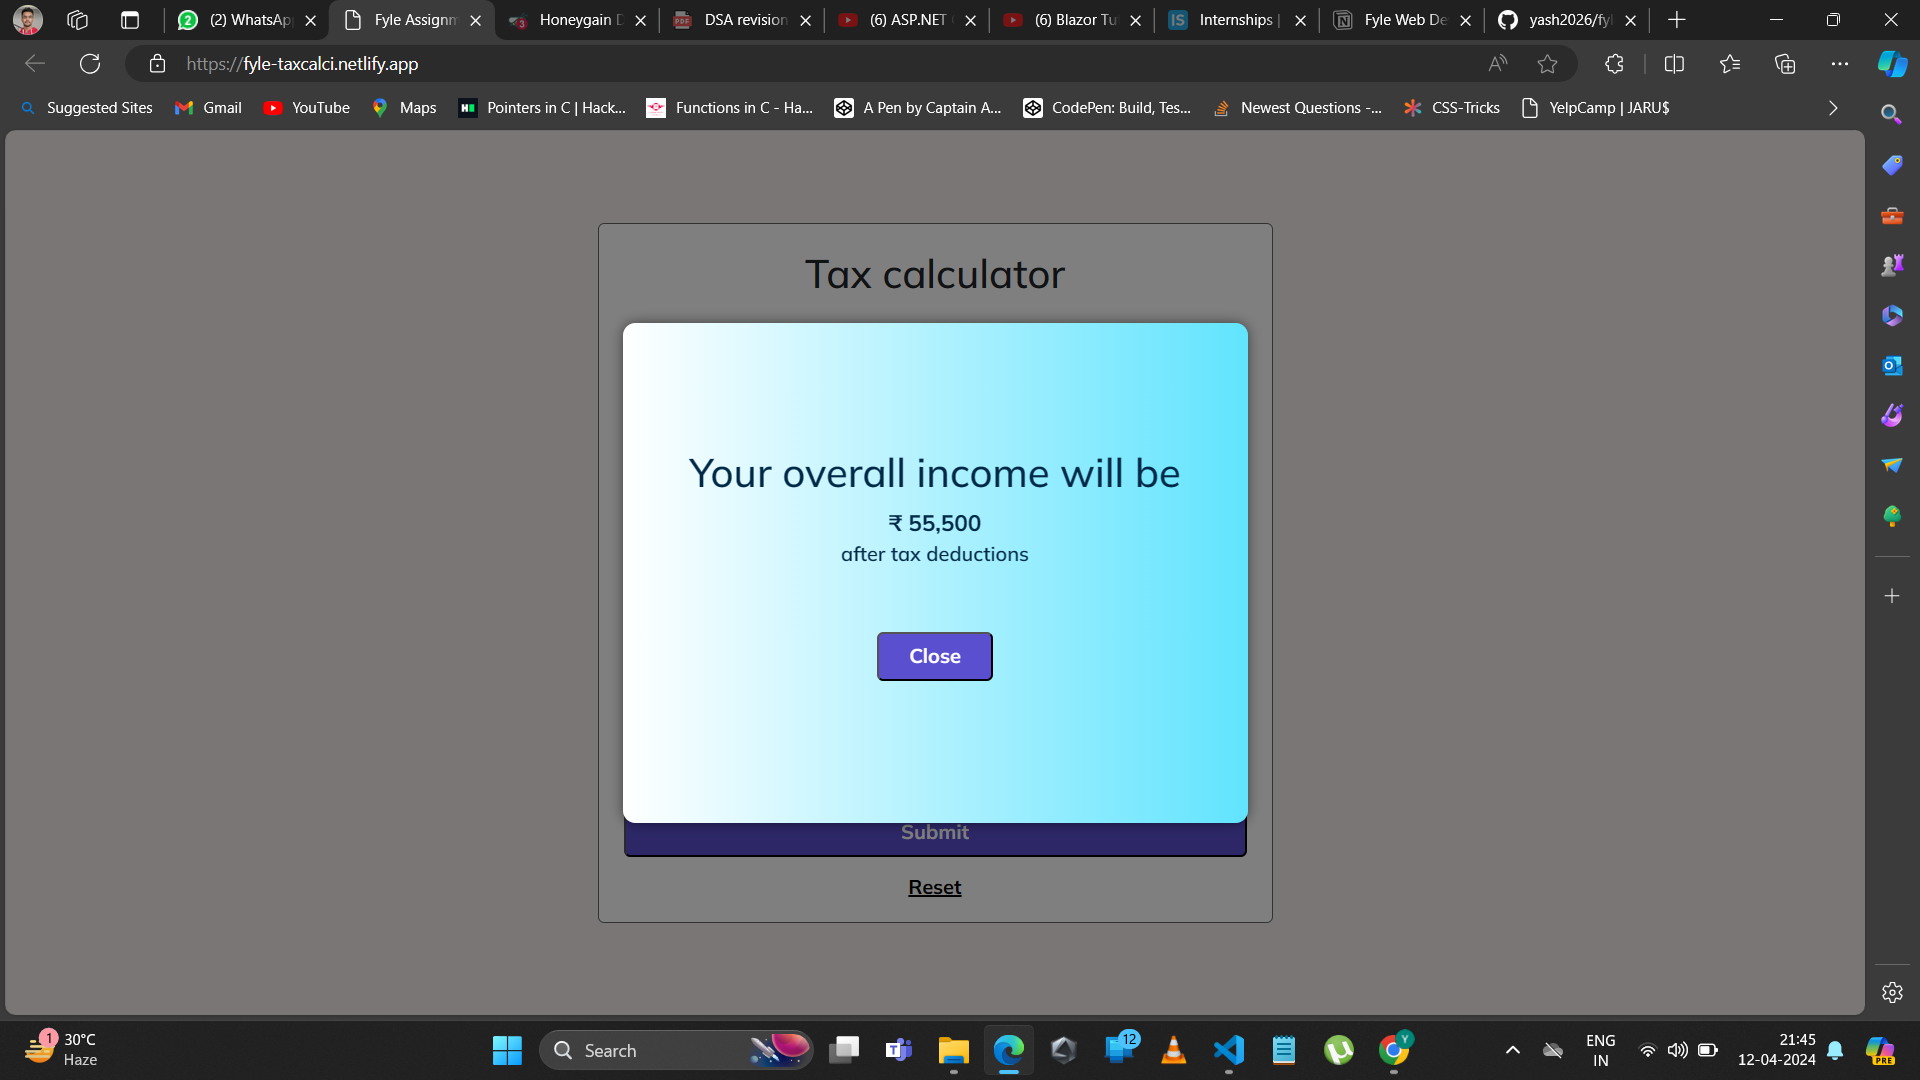 (2) WhatsAp
Fyle Assignm
Honeygain D
DSA revision
(6) ASP.NET
(6) Blazor Tu
Internships |
Fyle Web De
yash2026/fyl
https://fyle-taxcalci.netlify.app
Suggested Sites
Gmail
YouTube
Maps
Pointers in C | Hack...
Functions in C - Ha...
A Pen by Captain A...
CodePen: Build, Tes...
Newest Questions -...
CSS-Tricks
YelpCamp | JARU$
Tax calculator
Your overall income will be
₹ 55,500
after tax deductions
Close
Submit
Reset
1
30°C
Haze
Search
12
Y
ENG
IN
21:45
12-04-2024
PRE